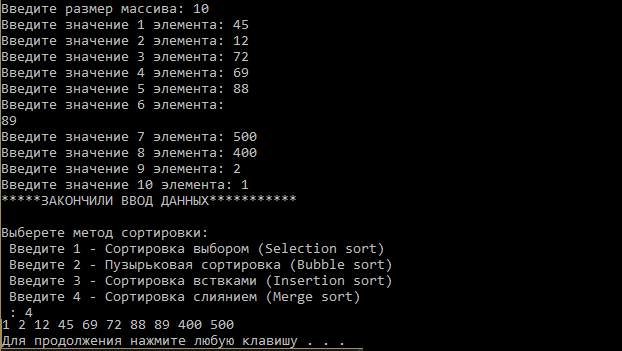 Введите размер массива: 10
Введите значение 1 элемента: 45
Введите значение 2 элемента: 12
Введите значение 3 элемента: 72
Введите значение 4 элемента: 69
Введите значение 5 элемента: 88
Введите значение 6 элемента:
89
Введите значение 7 элемента: 500
Введите значение 8 элемента: 400
Введите значение 9 элемента: 2
Введите значение 10 элемента: 1
*****ЗАКОНЧИЛИ ВВОД ДАННЫХ***********
Выберете метод сортировки:
Введите 1 - Сортировка выбором (Selection sort)
Введите 2 - Пузырьковая сортировка (Bubble sort)
Введите 3 - Сортировка вствками (Insertion sort)
Введите 4 - Сортировка слиянием (Merge sort)
: 4
1 2 12 45 69 72 88 89 400 500
Для продолжения нажмите любую клавишу . . .